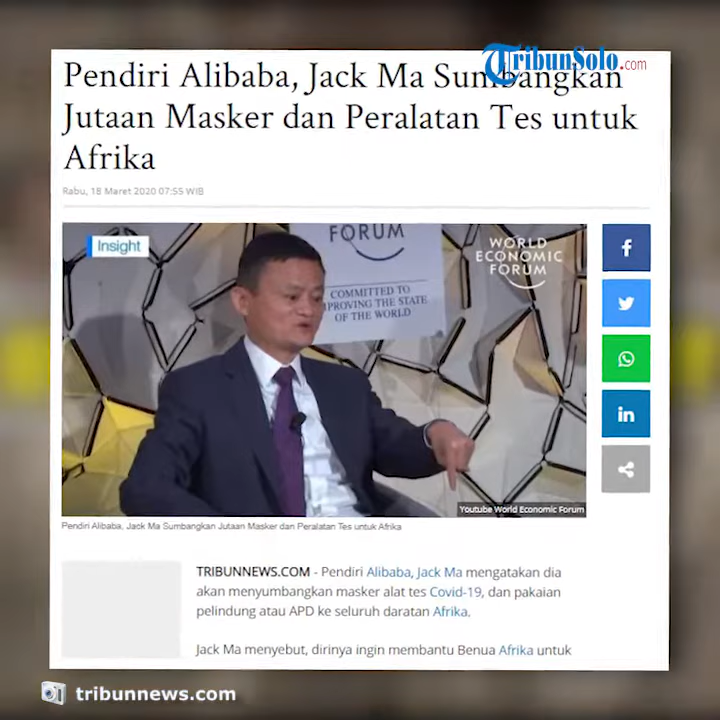 TribunSolo.com
Pendiri Alibaba, Jack Ma Sumbangkan
Jutaan Masker dan Peralatan Tes untuk
Afrika
Rabu, 18 Maret 2020 07:55 WIB
Insight
FORUM
COMMITTED TO
IMPROVING THE STATE
OF THE WORLD
WORLD
ECONOMIC
FORUM
Youtube World Economic Forum
Pendiri Alibaba, Jack Ma Sumbangkan Jutaan Masker dan Peralatan Tes untuk Afrika
TRIBUNNEWS.COM - Pendiri Alibaba, Jack Ma mengatakan dia
akan menyumbangkan masker alat tes Covid-19, dan pakaian
pelindung atau APD ke seluruh daratan Afrika.
Jack Ma menyebut, dirinya ingin membantu Benua Afrika untuk
tribunnews.com